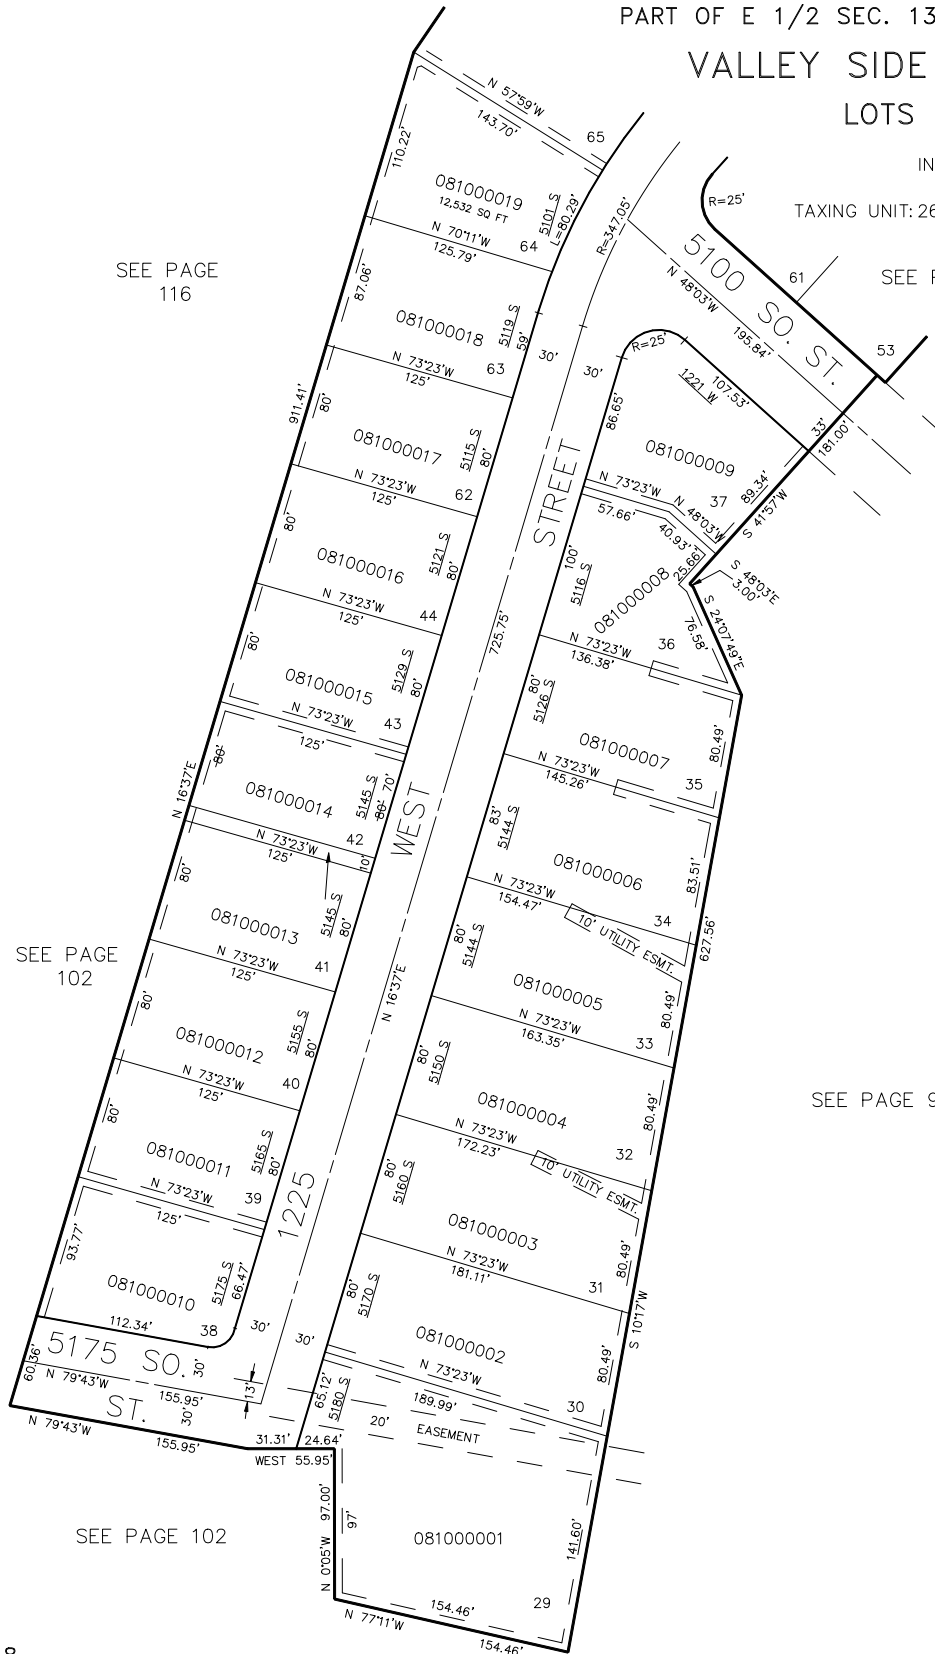 PART OF E 1/2 SEC. 13
VALLEY SIDE
LOTS
IN
TAXING UNIT: 26
SEE PAGE
116
N 57°59'W
143.70'
65
110.22'
081000019
12,532 SQ FT
5101 S
L=80.29'
R=347.05'
R=25'
N 70°11'W
125.79'
64
5100 SO. ST.
61
53
N 48°03'W
195.84'
87.06'
081000018
5119 S
59'
63
30'
30'
R=25'
1221 W
107.53'
86.65'
081000009
37
33'
181.00'
89.34'
S 41°57'W
N 73°23'W
125'
911.41'
80'
081000017
5115 S
80'
62
N 73°23'W
125'
STREET
N 73°23'W
57.66'
N 48°03'W
40.93'
25.66'
S 48°03'E
3.00'
S 24°07'49"E
76.58'
80'
081000016
5121 S
80'
44
100'
5116 S
081000008
36
N 73°23'W
125'
725.75'
N 73°23'W
136.38'
80'
081000015
5129 S
80'
43
80'
5126 S
081000007
80.49'
35
N 73°23'W
125'
N 73°23'W
145.26'
N 16°37'E
80'
081000014
5145 S
80' 70'
42
WEST
83'
5144 S
081000006
83.51'
34
N 73°23'W
125'
10'
N 73°23'W
154.47'
10' UTILITY ESMT.
627.56'
80'
081000013
5145 S
80'
41
80'
5144 S
081000005
80.49'
33
SEE PAGE
102
N 73°23'W
125'
N 16°37'E
N 73°23'W
163.35'
80'
081000012
5155 S
80'
40
80'
5150 S
081000004
80.49'
32
N 73°23'W
125'
N 73°23'W
172.23'
10' UTILITY ESMT.
SEE PAGE 9
80'
081000011
5165 S
80'
39
1225
80'
5160 S
081000003
80.49'
31
N 73°23'W
125'
N 73°23'W
181.11'
S 10°17'W
93.77'
081000010
5175 S
66.47'
38
112.34'
30'
30'
80'
5170 S
081000002
80.49'
30
N 73°23'W
189.99'
5175 SO.
ST.
60.36'
N 79°43'W
155.95'
30'
30'
13'
65.12'
5180 S
20'
EASEMENT
N 79°43'W
155.95'
31.31'
24.64'
WEST 55.95'
SEE PAGE 102
N 0°05'W 97.00'
97'
081000001
141.60'
29
154.46'
N 77°11'W
154.46'